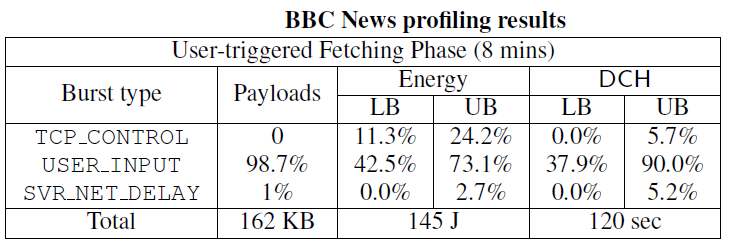 BBC News profiling results
User-triggered Fetching Phase (8 mins)
Burst type Payloads Energy DCH
LB UB LB UB
TCP_CONTROL 0 11.3% 24.2% 0.0% 5.7%
USER_INPUT 98.7% 42.5% 73.1% 37.9% 90.0%
SVR_NET_DELAY 1% 0.0% 2.7% 0.0% 5.2%
Total 162 KB 145 J 120 sec